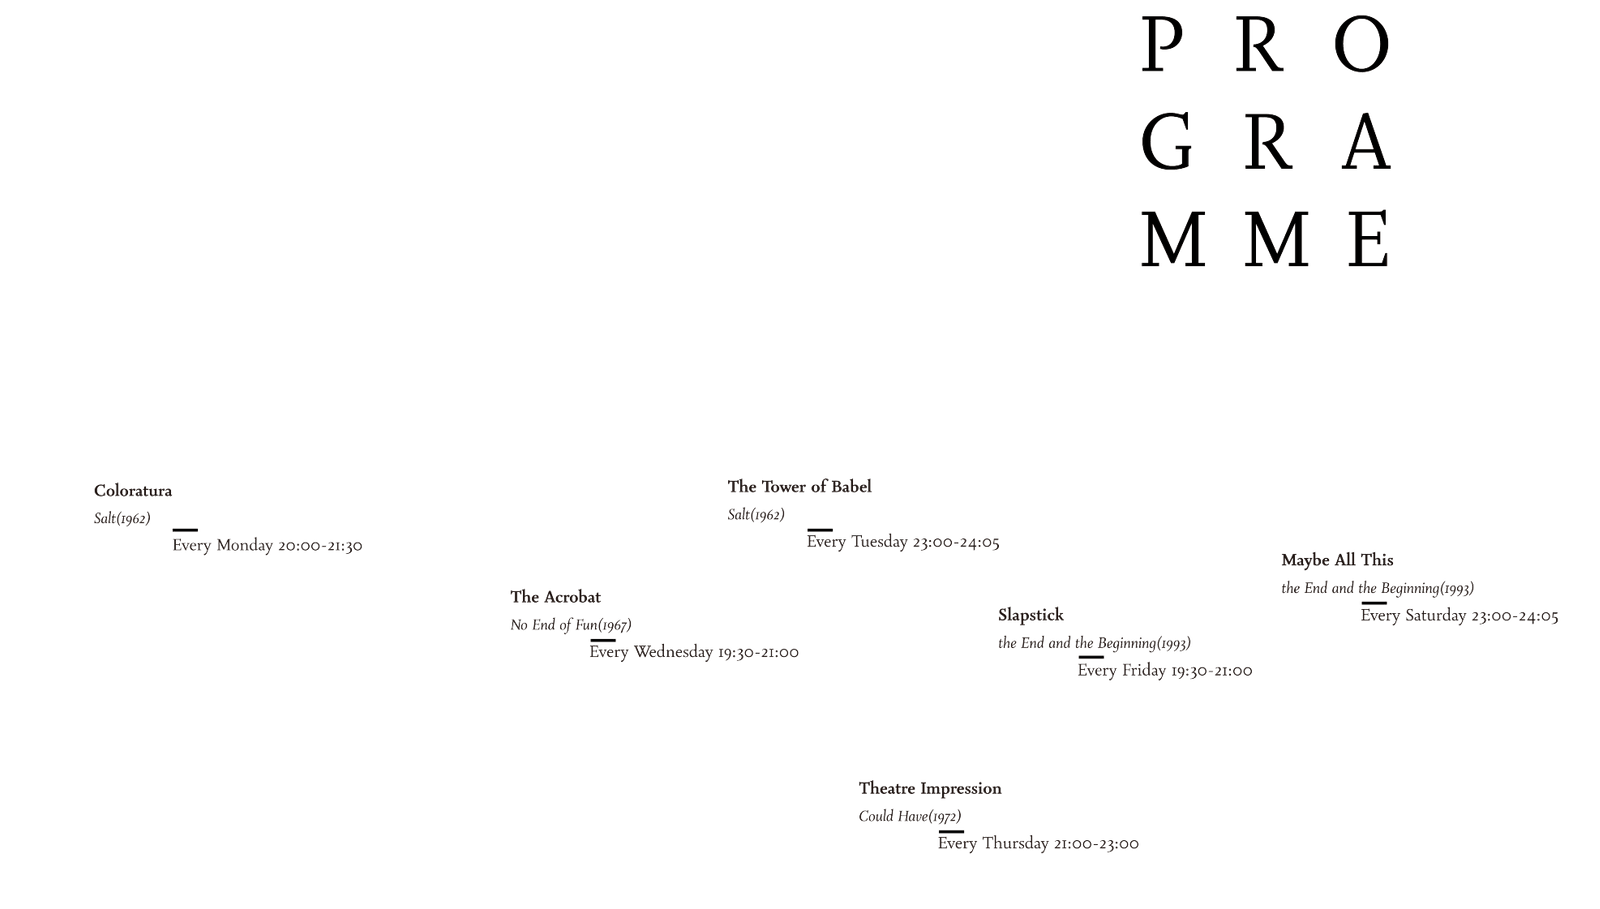 P R O
G R A
M M E
Coloratura
Salt(1962)
Every Monday 20:00-21:30
The Tower of Babel
Salt(1962)
Every Tuesday 23:00-24:05
The Acrobat
No End of Fun(1967)
Every Wednesday 19:30-21:00
Slapstick
the End and the Beginning(1993)
Every Friday 19:30-21:00
Maybe All This
the End and the Beginning(1993)
Every Saturday 23:00-24:05
Theatre Impression
Could Have(1972)
Every Thursday 21:00-23:00